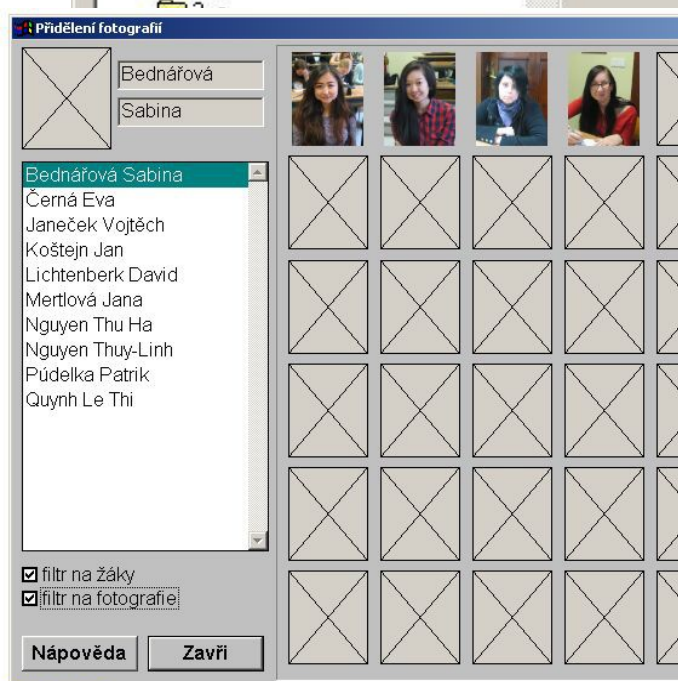 Přidělení fotografií
Bednářová
Sabina
Bednářová Sabina
Černá Eva
Janeček Vojtěch
Koštejn Jan
Lichtenberk David
Mertlová Jana
Nguyen Thu Ha
Nguyen Thuy-Linh
Púdelka Patrik
Quynh Le Thi
filtr na žáky
filtr na fotografie
Nápověda
Zavři